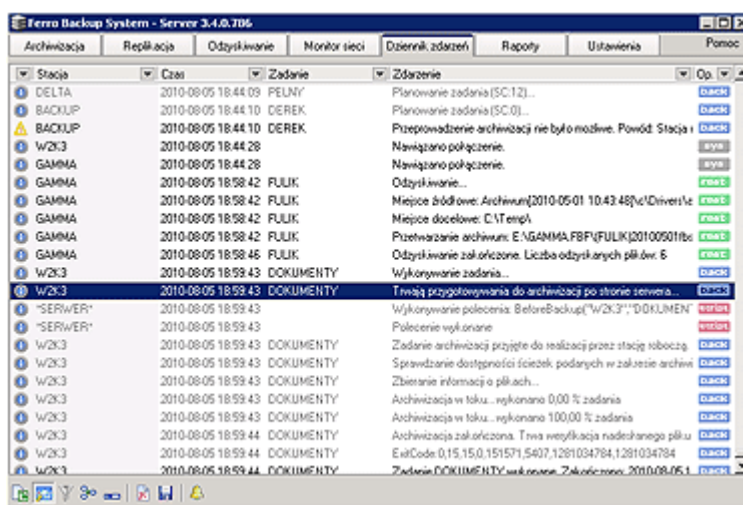 Ferro Backup System - Server 3.4.0.706
Archiwizacja Replikacja Odzyskiwanie Monitor sieci Dziennik zdarzeń Raporty Ustawienia Pomoc
Stacja Czas Zadanie Zdarzenie Op.
DELTA 2010-08-05 18:44:09 PELNY Planowanie zadania (SC:12)... back
BACKUP 2010-08-05 18:44:10 DEREK Planowanie zadania (SC:0)... back
BACKUP 2010-08-05 18:44:10 DEREK Przeprowadzenie archiwizacji nie było możliwe. Powód: Stacja back
W2K3 2010-08-05 18:44:28 Nawiązano połączenie. sys
GAMMA 2010-08-05 18:44:28 Nawiązano połączenie. sys
GAMMA 2010-08-05 18:58:42 FULIK Odzyskiwanie... rest
GAMMA 2010-08-05 18:58:42 FULIK Miejsce źródłowe: Archiwum[2010-05-01 10:43:48]\c\Drivers\ rest
GAMMA 2010-08-05 18:58:42 FULIK Miejsce docelowe: C:\Temp\ rest
GAMMA 2010-08-05 18:58:42 FULIK Przetwarzanie archiwum: E:\GAMMA.FBF\(FULIK)20100501fbs rest
GAMMA 2010-08-05 18:58:46 FULIK Odzyskiwanie zakończone. Liczba odzyskanych plików: 6 rest
W2K3 2010-08-05 18:59:43 DOKUMENTY Wykonywanie zadania... back
W2K3 2010-08-05 18:59:43 DOKUMENTY Trwają przygotowywania do archiwizacji po stronie serwera... back
*SERWER* 2010-08-05 18:59:43 Wykonywanie polecenia: BeforeBackup("W2K3","DOKUMEN script
*SERWER* 2010-08-05 18:59:43 Polecenie wykonane script
W2K3 2010-08-05 18:59:43 DOKUMENTY Zadanie archiwizacji przyjęte do realizacji przez stację roboczą. back
W2K3 2010-08-05 18:59:43 DOKUMENTY Sprawdzanie dostępności ścieżek podanych w zakresie archiwi back
W2K3 2010-08-05 18:59:43 DOKUMENTY Zbieranie informacji o plikach... back
W2K3 2010-08-05 18:59:43 DOKUMENTY Archiwizacja w toku... wykonano 0,00 % zadania back
W2K3 2010-08-05 18:59:43 DOKUMENTY Archiwizacja w toku... wykonano 100,00 % zadania back
W2K3 2010-08-05 18:59:44 DOKUMENTY Archiwizacja zakończona. Trwa weryfikacja nadesłanego pliku back
W2K3 2010-08-05 18:59:44 DOKUMENTY ExitCode:0,15,15,0,151571,5407,1281034784,1281034784 back
W2K3 2010-08-05 18:59:44 DOKUMENTY Zadanie DOKUMENTY wykonane. Zakończono: 2010-08-05 1 back